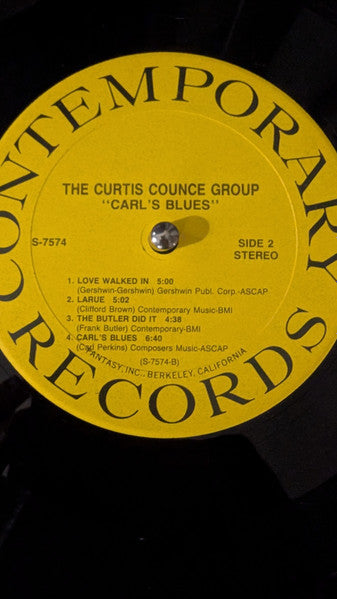 CONTEMPORARY
RECORDS
THE CURTIS COUNCE GROUP
"CARL'S BLUES"
S-7574
SIDE 2
STEREO
1. LOVE WALKED IN 5:00
(Gershwin-Gershwin) Gershwin Publ. Corp.-ASCAP
2. LARUE 5:02
(Clifford Brown) Contemporary Music-BMI
3. THE BUTLER DID IT 4:38
(Frank Butler) Contemporary-BMI
4. CARL'S BLUES 6:40
(Carl Perkins) Composers Music-ASCAP
(S-7574-B)
FANTASY, INC., BERKELEY, CALIFORNIA